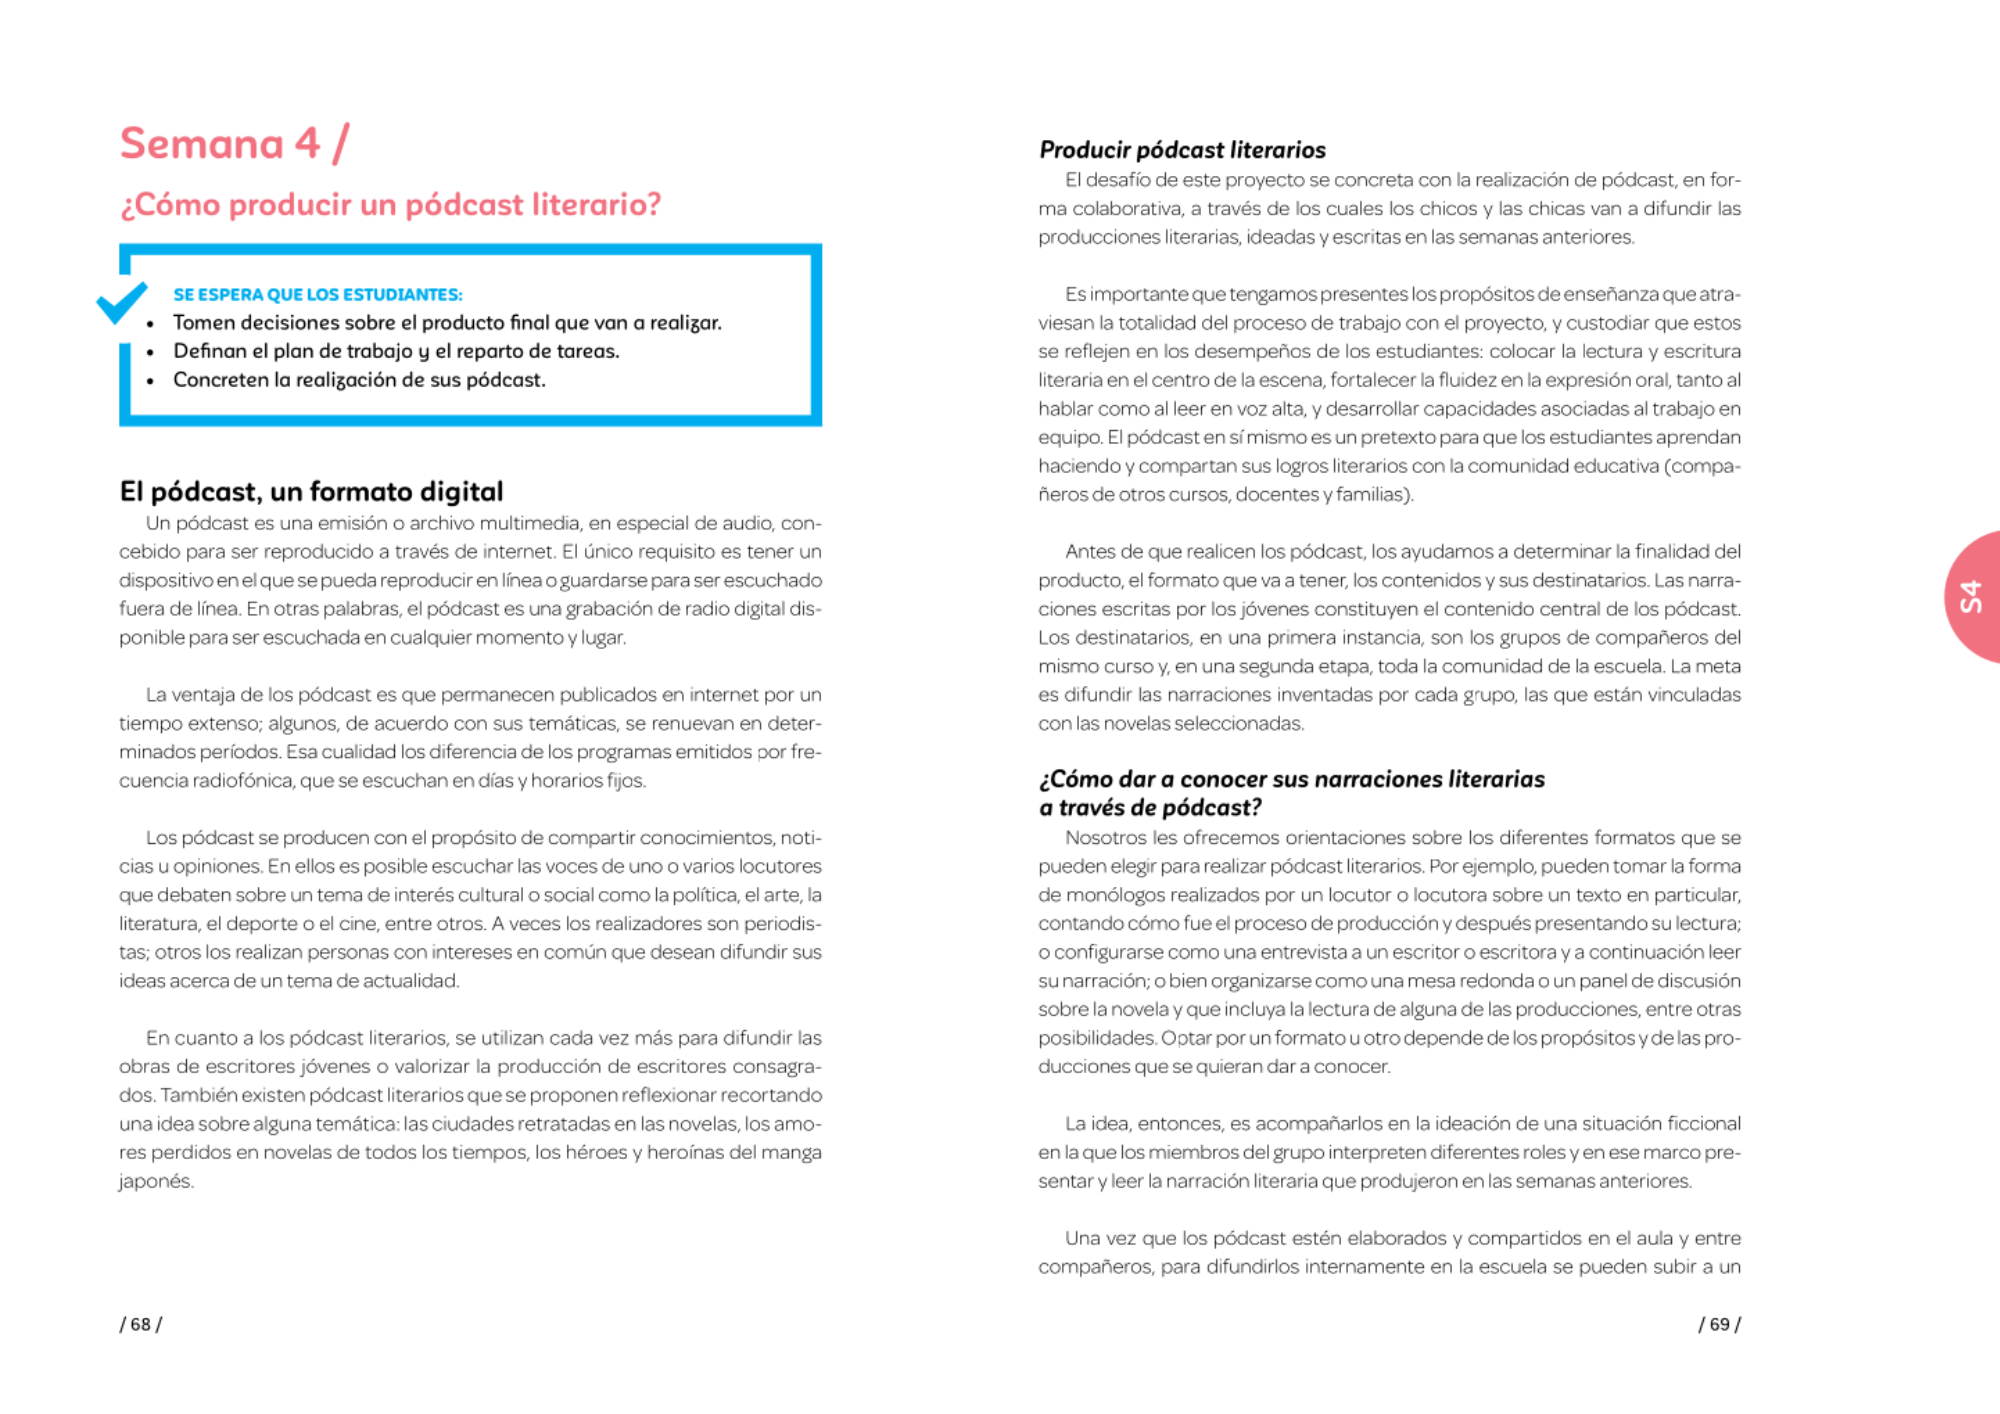 Semana 4 /
¿Cómo producir un pódcast literario?
SE ESPERA QUE LOS ESTUDIANTES:
• Tomen decisiones sobre el producto final que van a realizar.
• Definan el plan de trabajo y el reparto de tareas.
• Concreten la realización de sus pódcast.
El pódcast, un formato digital
Un pódcast es una emisión o archivo multimedia, en especial de audio, con-
cebido para ser reproducido a través de internet. El único requisito es tener un
dispositivo en el que se pueda reproducir en línea o guardarse para ser escuchado
fuera de línea. En otras palabras, el pódcast es una grabación de radio digital dis-
ponible para ser escuchada en cualquier momento y lugar.
La ventaja de los pódcast es que permanecen publicados en internet por un
tiempo extenso; algunos, de acuerdo con sus temáticas, se renuevan en deter-
minados períodos. Esa cualidad los diferencia de los programas emitidos por fre-
cuencia radiofónica, que se escuchan en días y horarios fijos.
Los pódcast se producen con el propósito de compartir conocimientos, noti-
cias u opiniones. En ellos es posible escuchar las voces de uno o varios locutores
que debaten sobre un tema de interés cultural o social como la política, el arte, la
literatura, el deporte o el cine, entre otros. A veces los realizadores son periodis-
tas; otros los realizan personas con intereses en común que desean difundir sus
ideas acerca de un tema de actualidad.
En cuanto a los pódcast literarios, se utilizan cada vez más para difundir las
obras de escritores jóvenes o valorizar la producción de escritores consagra-
dos. También existen pódcast literarios que se proponen reflexionar recortando
una idea sobre alguna temática: las ciudades retratadas en las novelas, los amo-
res perdidos en novelas de todos los tiempos, los héroes y heroínas del manga
japonés.
/ 68 /
Producir pódcast literarios
El desafío de este proyecto se concreta con la realización de pódcast, en for-
ma colaborativa, a través de los cuales los chicos y las chicas van a difundir las
producciones literarias, ideadas y escritas en las semanas anteriores.
Es importante que tengamos presentes los propósitos de enseñanza que atra-
viesan la totalidad del proceso de trabajo con el proyecto, y custodiar que estos
se reflejen en los desempeños de los estudiantes: colocar la lectura y escritura
literaria en el centro de la escena, fortalecer la fluidez en la expresión oral, tanto al
hablar como al leer en voz alta, y desarrollar capacidades asociadas al trabajo en
equipo. El pódcast en sí mismo es un pretexto para que los estudiantes aprendan
haciendo y compartan sus logros literarios con la comunidad educativa (compa-
ñeros de otros cursos, docentes y familias).
Antes de que realicen los pódcast, los ayudamos a determinar la finalidad del
producto, el formato que va a tener, los contenidos y sus destinatarios. Las narra-
ciones escritas por los jóvenes constituyen el contenido central de los pódcast.
Los destinatarios, en una primera instancia, son los grupos de compañeros del
mismo curso y, en una segunda etapa, toda la comunidad de la escuela. La meta
es difundir las narraciones inventadas por cada grupo, las que están vinculadas
con las novelas seleccionadas.
¿Cómo dar a conocer sus narraciones literarias
a través de pódcast?
Nosotros les ofrecemos orientaciones sobre los diferentes formatos que se
pueden elegir para realizar pódcast literarios. Por ejemplo, pueden tomar la forma
de monólogos realizados por un locutor o locutora sobre un texto en particular,
contando cómo fue el proceso de producción y después presentando su lectura;
o configurarse como una entrevista a un escritor o escritora y a continuación leer
su narración; o bien organizarse como una mesa redonda o un panel de discusión
sobre la novela y que incluya la lectura de alguna de las producciones, entre otras
posibilidades. Optar por un formato u otro depende de los propósitos y de las pro-
ducciones que se quieran dar a conocer.
La idea, entonces, es acompañarlos en la ideación de una situación ficcional
en la que los miembros del grupo interpreten diferentes roles y en ese marco pre-
sentar y leer la narración literaria que produjeron en las semanas anteriores.
Una vez que los pódcast estén elaborados y compartidos en el aula y entre
compañeros, para difundirlos internamente en la escuela se pueden subir a un
/ 69 /
S4